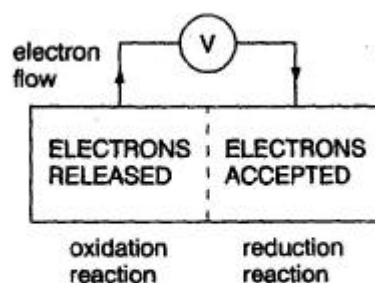 electron
flow
V
ELECTRONS
RELEASED
ELECTRONS
ACCEPTED
oxidation
reaction
reduction
reaction